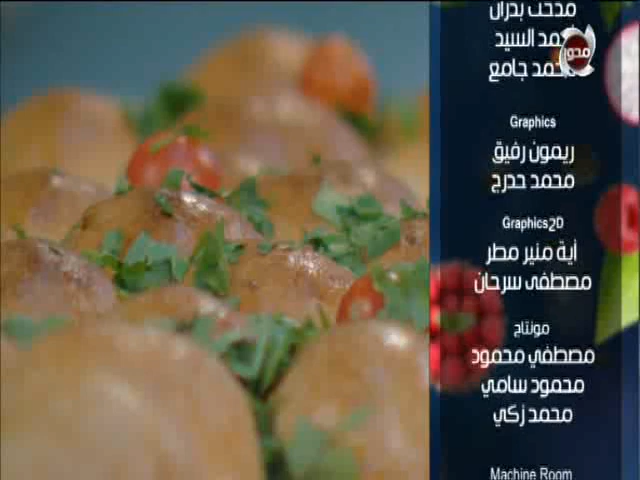 مدحت بدران
محمد السيد
محمد جامع
محور
Graphics
ريمون رفيق
محمد حدرج
Graphics2D
أية منير مطر
مصطفى سرحان
مونتاج
مصطفي محمود
محمود سامي
محمد زكي
Machine Room